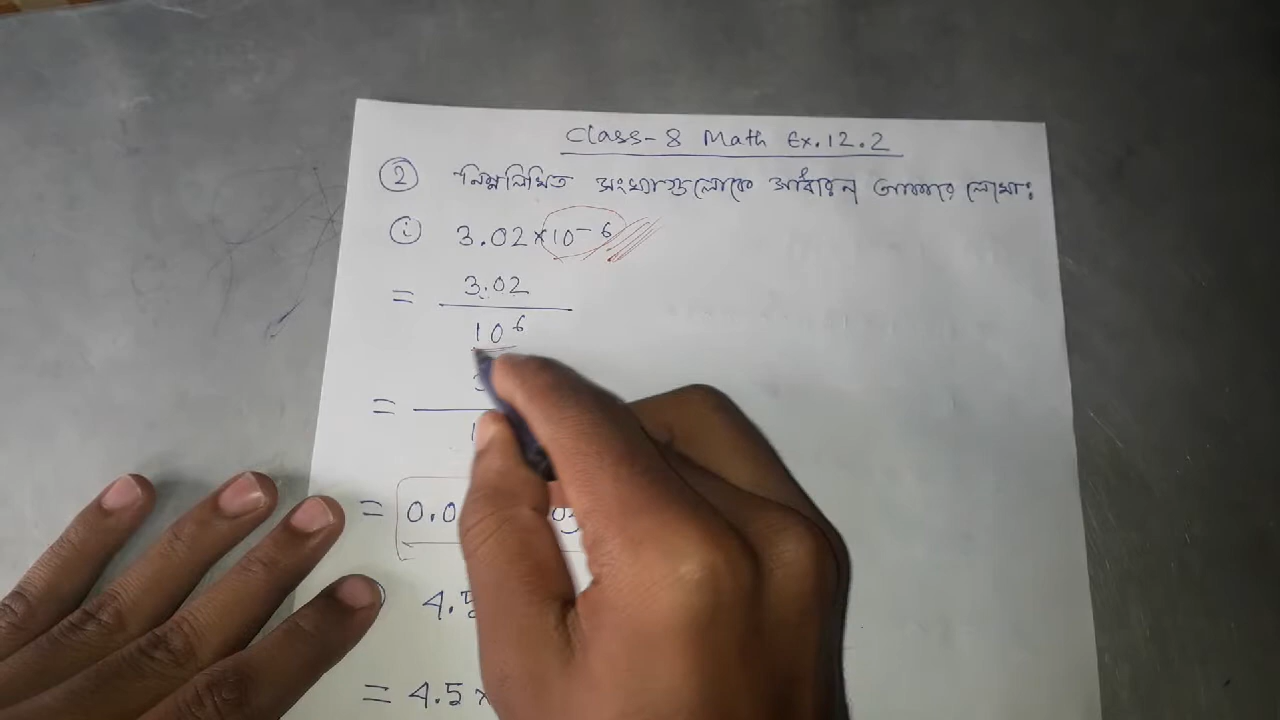 Class-8 Math Ex.12.2
② নিম্নলিখিত সংখ্যাগুলোকে সাধাৰন আকাৰে লেখা:
ⓘ 3.02×10⁻⁶
= 3.02
10⁶
=
= 0.0
4.5
= 4.5 ×